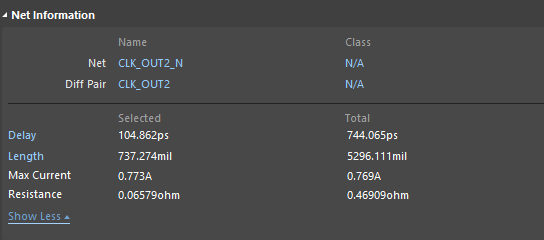 Net Information
Name Class
Net CLK_OUT2_N N/A
Diff Pair CLK_OUT2 N/A
Selected Total
Delay 104.862ps 744.065ps
Length 737.274mil 5296.111mil
Max Current 0.773A 0.769A
Resistance 0.06579ohm 0.46909ohm
Show Less